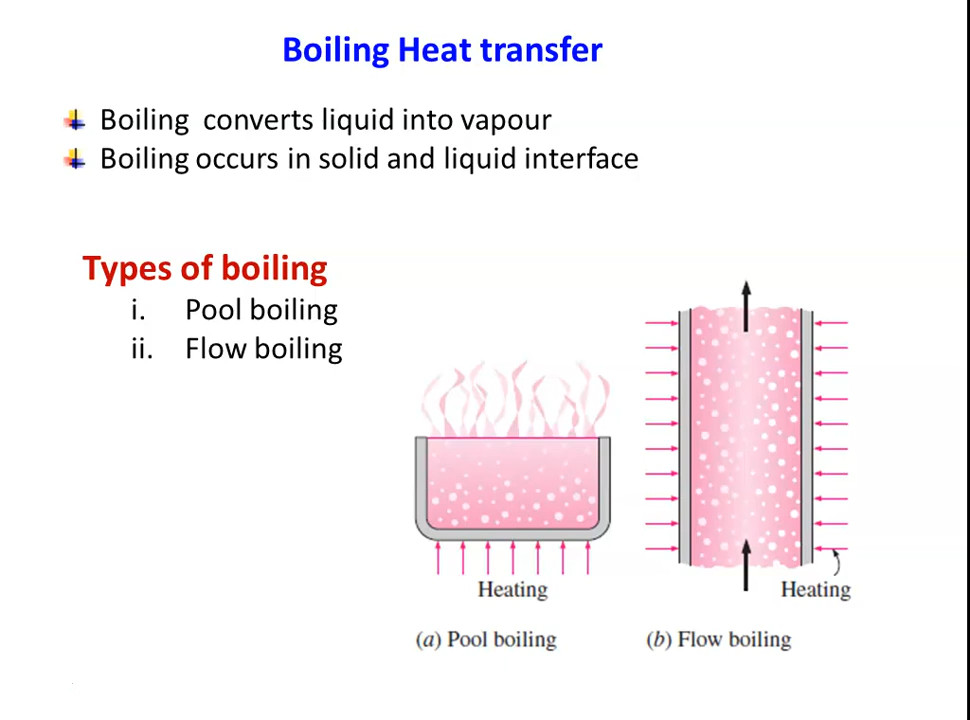 Boiling Heat transfer
Boiling converts liquid into vapour
Boiling occurs in solid and liquid interface
Types of boiling
i. Pool boiling
ii. Flow boiling
Heating
(a) Pool boiling
Heating
(b) Flow boiling